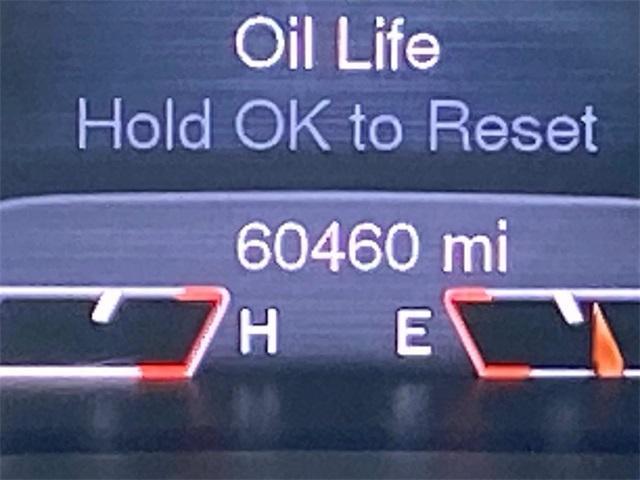 Oil Life
Hold OK to Reset
60460 mi
H E